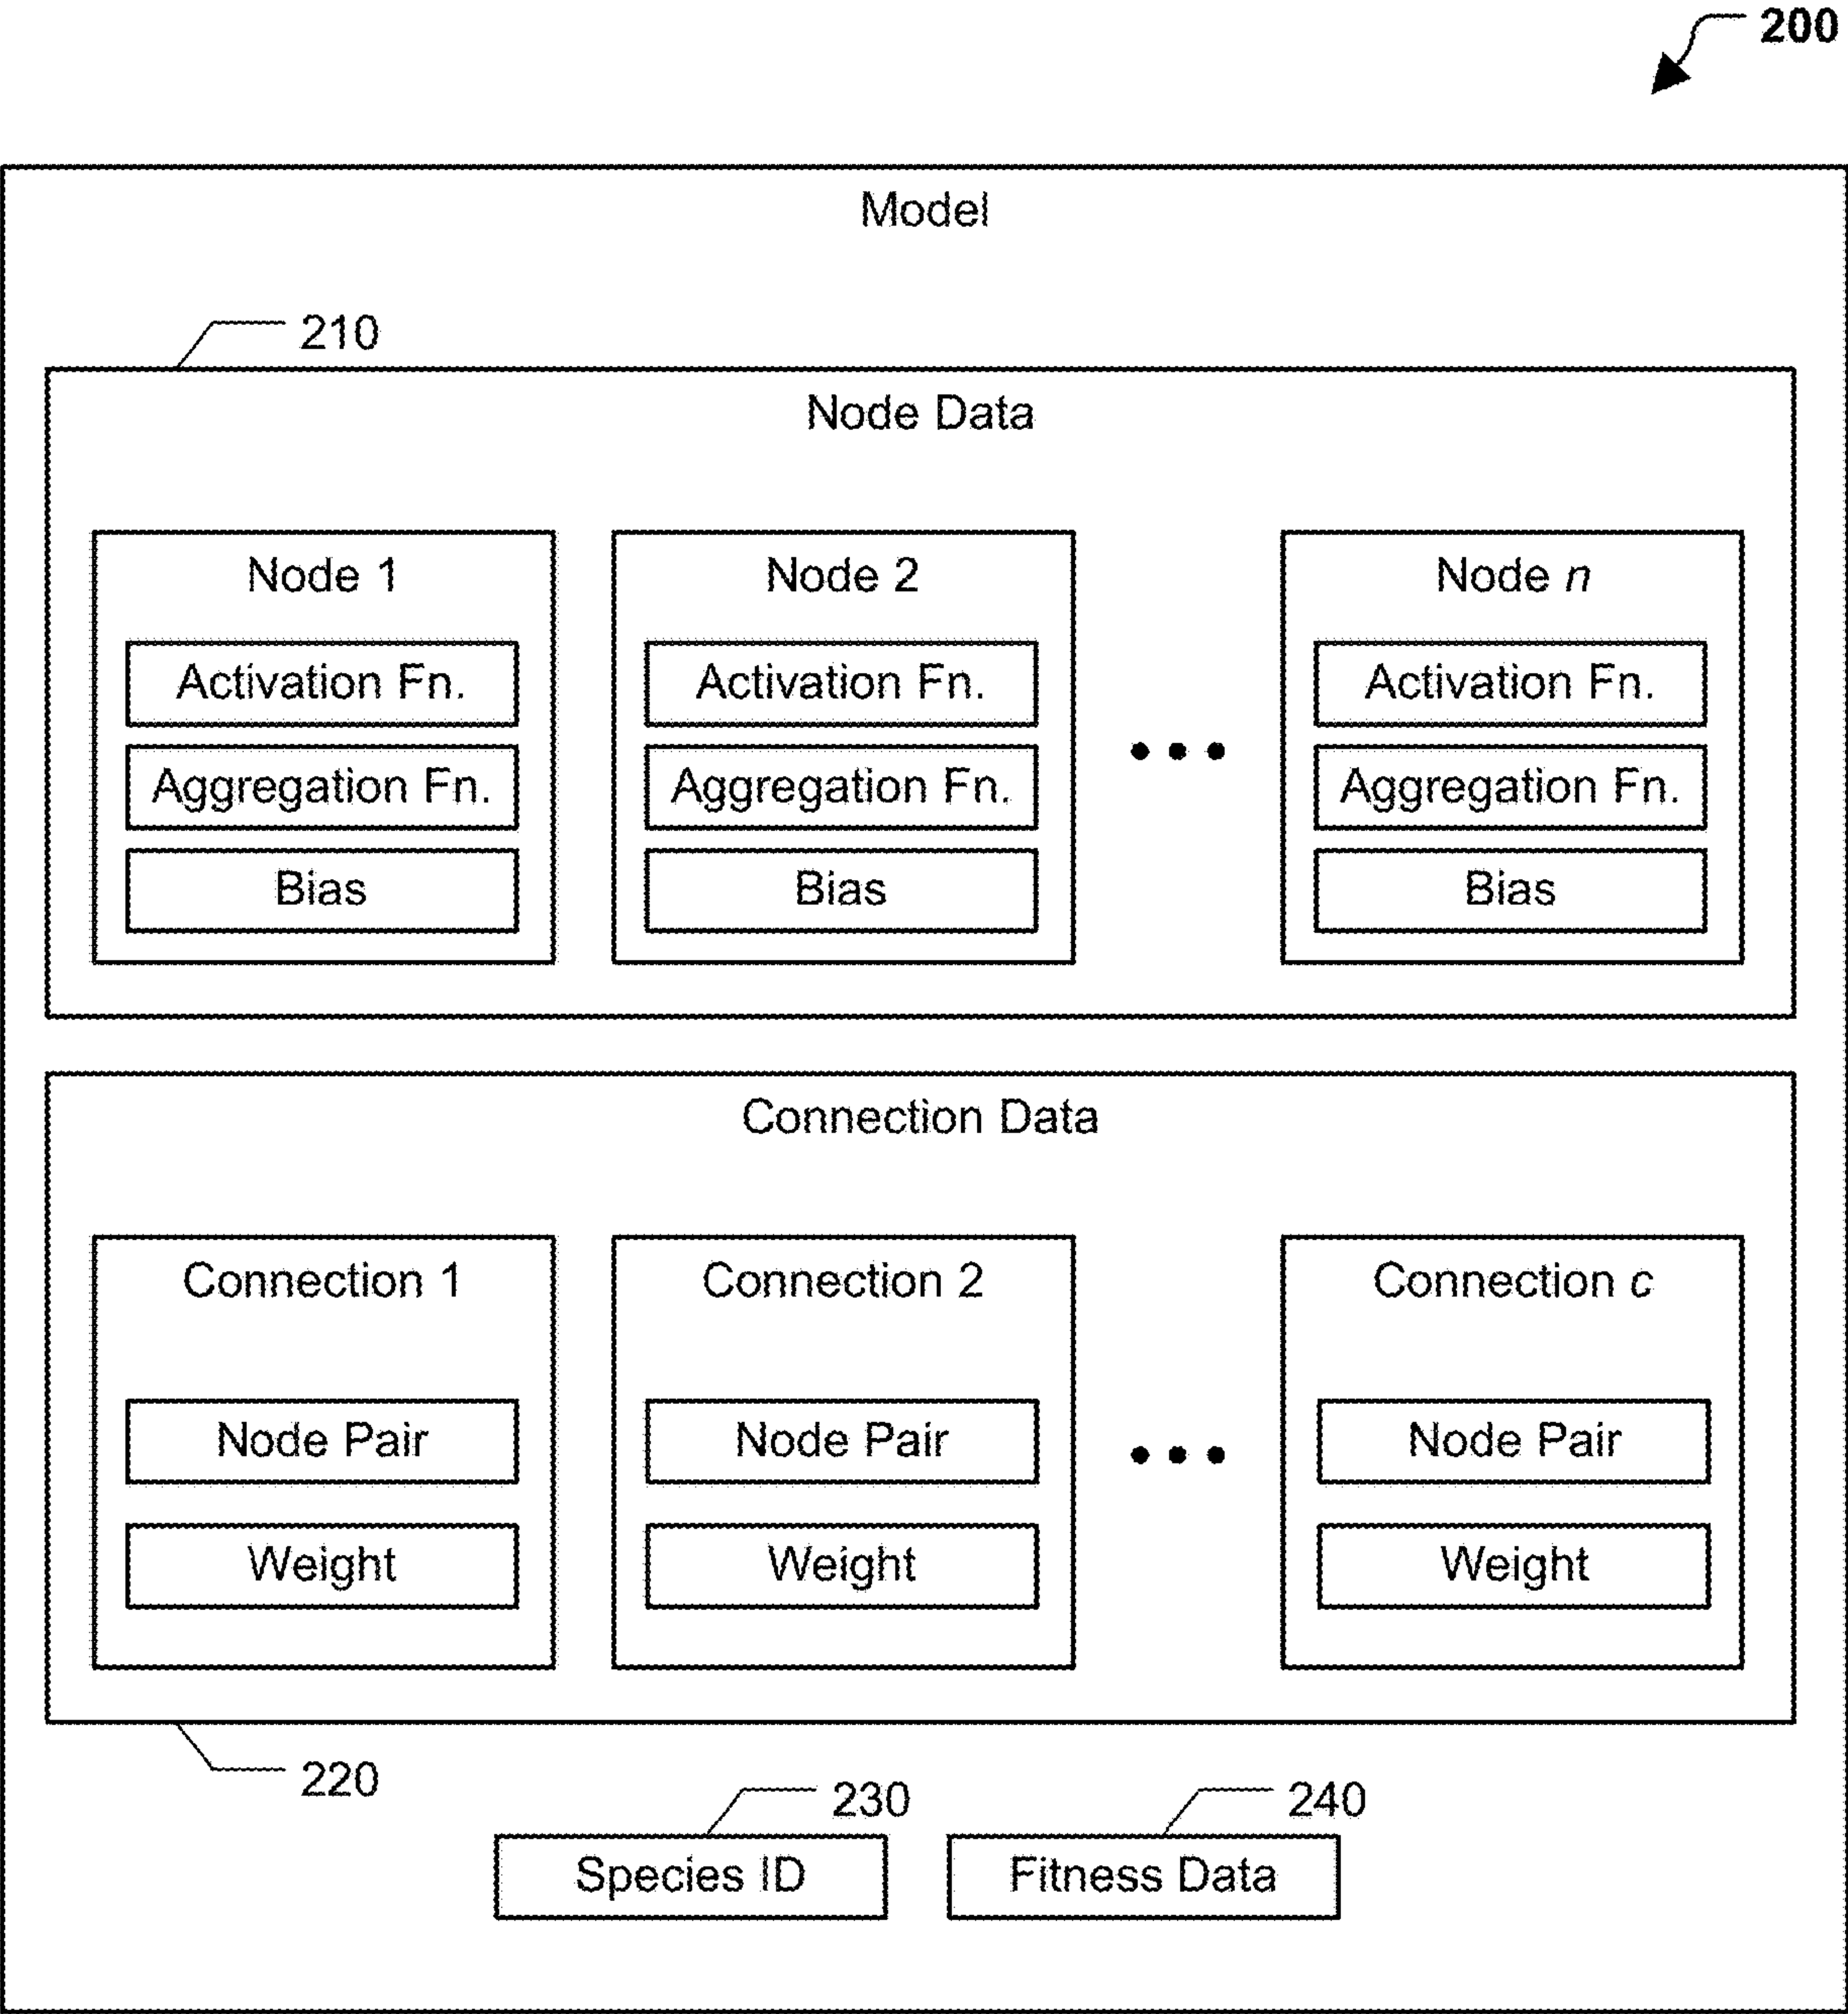 200
Model
210
Node Data
Node 1
Activation Fn.
Aggregation Fn.
Bias
Node 2
Activation Fn.
Aggregation Fn.
Bias
•••
Node n
Activation Fn.
Aggregation Fn.
Bias
Connection Data
Connection 1
Node Pair
Weight
Connection 2
Node Pair
Weight
•••
Connection c
Node Pair
Weight
220
230
Species ID
240
Fitness Data